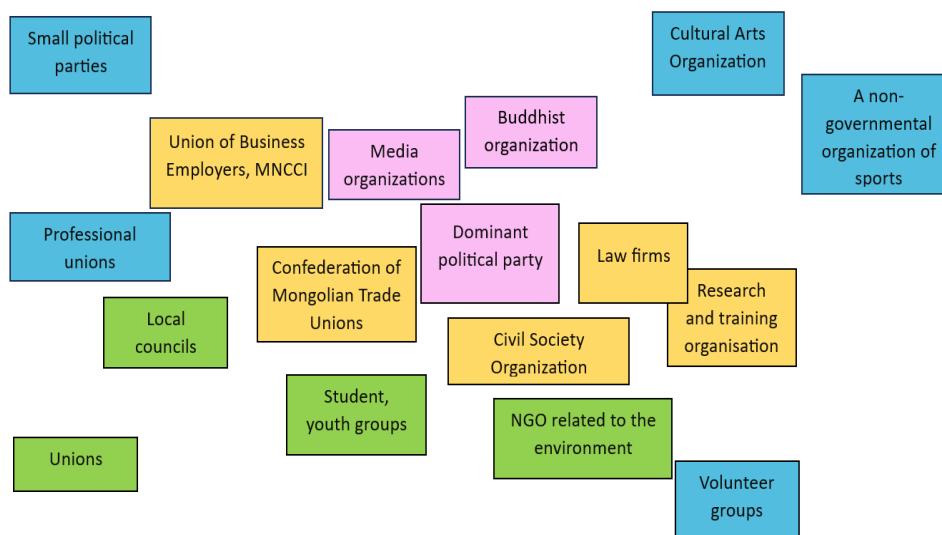 Small political
parties
Cultural Arts
Organization
A non-
governmental
organization of
sports
Union of Business
Employers, MNCCI
Media
organizations
Buddhist
organization
Professional
unions
Confederation of
Mongolian Trade
Unions
Dominant
political party
Law firms
Research
and training
organisation
Local
councils
Civil Society
Organization
Student,
youth groups
NGO related to the
environment
Unions
Volunteer
groups